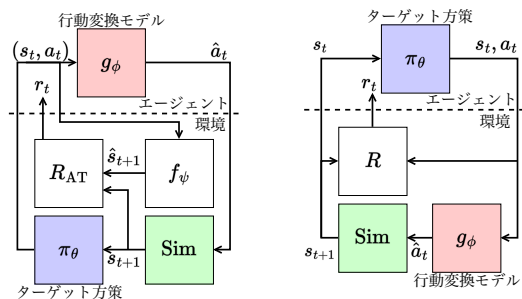 行動変換モデル
(s_t, a_t)
g_ϕ
â_t
r_t
エージェント
環境
R_AT
ŝ_{t+1}
f_ψ
π_θ
s_{t+1}
Sim
ターゲット方策
ターゲット方策
s_t
π_θ
s_t, a_t
r_t
エージェント
環境
R
s_{t+1}
Sim
â_t
g_ϕ
行動変換モデル